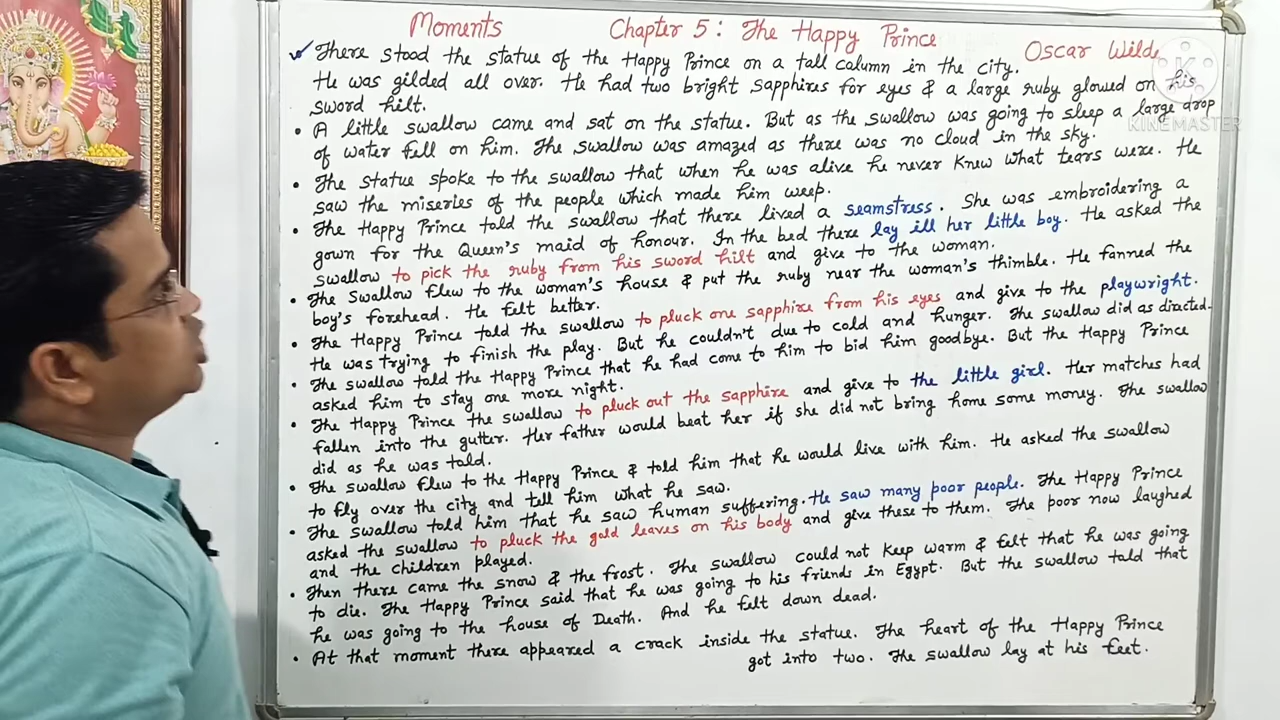 Moments Chapter 5: The Happy Prince
Oscar Wilde
There stood the statue of the Happy Prince on a tall column in the city.
He was gilded all over. He had two bright sapphires for eyes & a large ruby glowed on his
sword hilt.
• A little swallow came and sat on the statue. But as the swallow was going to sleep a large drop
of water fell on him. The swallow was amazed as there was no cloud in the sky.
• The statue spoke to the swallow that when he was alive he never knew what tears were. He
saw the miseries of the people which made him weep.
• The Happy Prince told the swallow that there lived a seamstress. She was embroidering a
gown for the Queen's maid of honour. In the bed there lay ill her little boy. He asked the
swallow to pick the ruby from his sword hilt and give to the woman.
• The swallow flew to the woman's house & put the ruby near the woman's thimble. He fanned the
boy's forehead. He felt better.
• The Happy Prince told the swallow to pluck one sapphire from his eyes and give to the playwright.
He was trying to finish the play. But he couldn't due to cold and hunger. The swallow did as directed.
• The swallow told the Happy Prince that he had come to him to bid him goodbye. But the Happy Prince
asked him to stay one more night.
• The Happy Prince the swallow to pluck out the sapphire and give to the little girl. Her matches had
fallen into the gutter. Her father would beat her if she did not bring home some money. The swallow
did as he was told.
• The swallow flew to the Happy Prince & told him that he would live with him. He asked the swallow
to fly over the city and tell him what he saw.
• The swallow told him that he saw human suffering. He saw many poor people. The Happy Prince
asked the swallow to pluck the gold leaves on his body and give these to them. The poor now laughed
and the children played.
• Then there came the snow & the frost. The swallow could not keep warm & felt that he was going
to die. The Happy Prince said that he was going to his friends in Egypt. But the swallow told that
he was going to the house of Death. And he felt down dead.
• At that moment there appeared a crack inside the statue. The heart of the Happy Prince
got into two. The swallow lay at his feet.
KINEMASTER